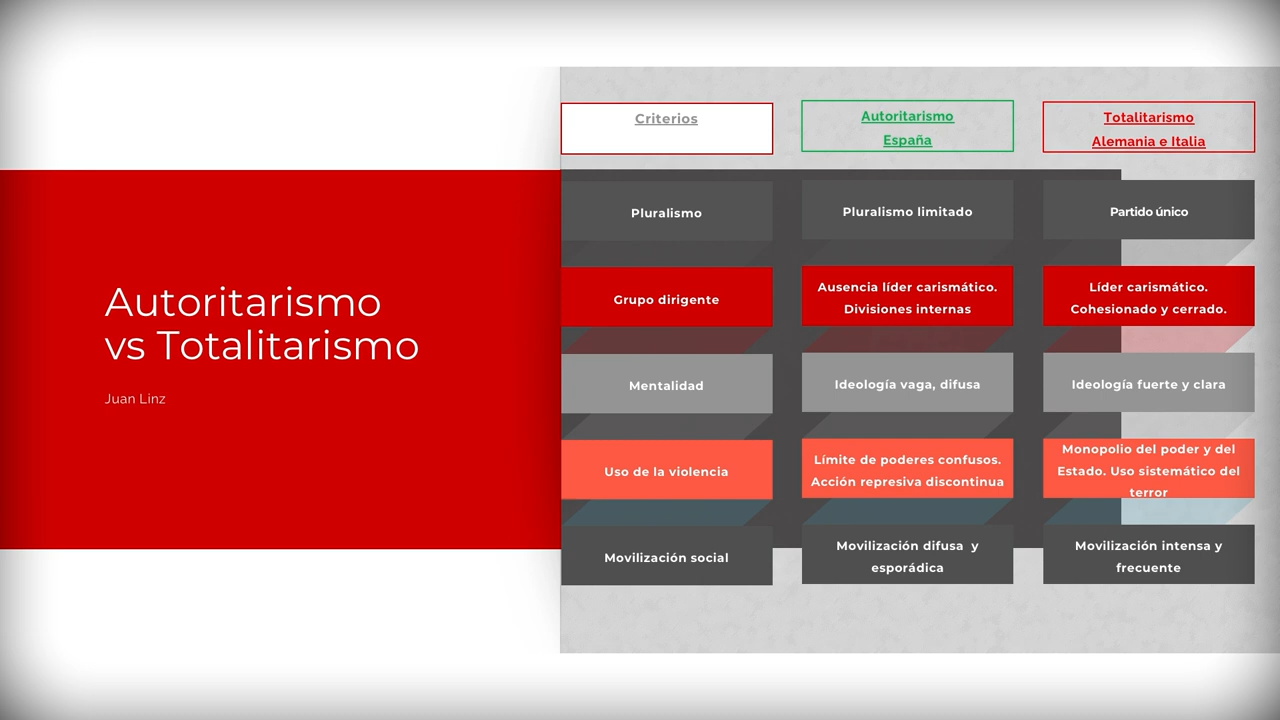 Autoritarismo
vs Totalitarismo
Juan Linz
Criterios
Autoritarismo
España
Totalitarismo
Alemania e Italia
Pluralismo
Pluralismo limitado
Partido único
Grupo dirigente
Ausencia líder carismático.
Divisiones internas
Líder carismático.
Cohesionado y cerrado.
Mentalidad
Ideología vaga, difusa
Ideología fuerte y clara
Uso de la violencia
Límite de poderes confusos.
Acción represiva discontinua
Monopolio del poder y del
Estado. Uso sistemático del
terror
Movilización social
Movilización difusa y
esporádica
Movilización intensa y
frecuente